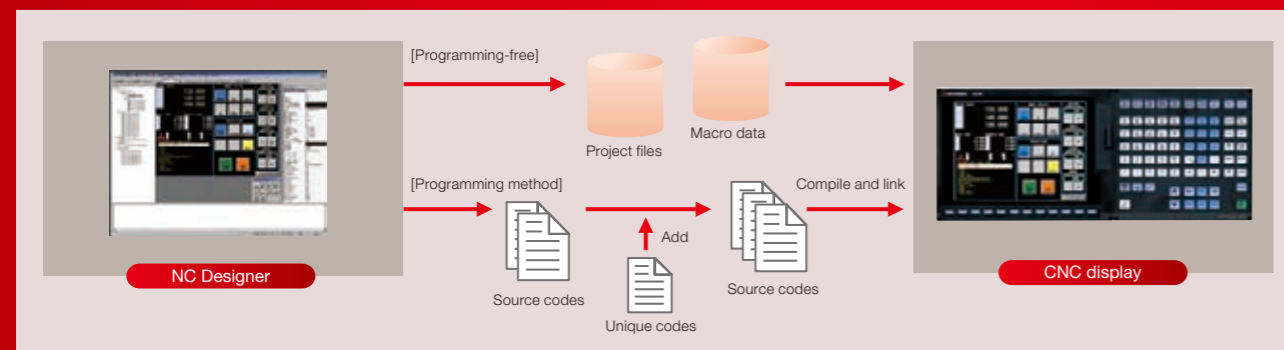 [Programming-free]
Project files
Macro data
[Programming method]
Source codes
Add
Unique codes
Source codes
Compile and link
NC Designer
CNC display